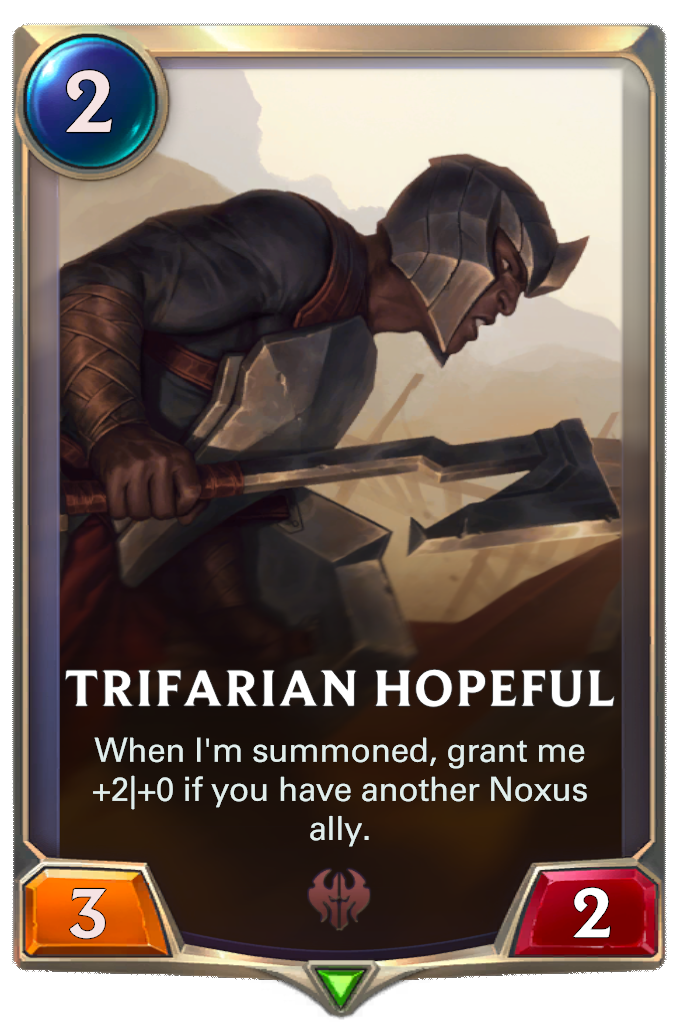 2
TRIFARIAN HOPEFUL
When I'm summoned, grant me
+2|+0 if you have another Noxus
ally.
3
2